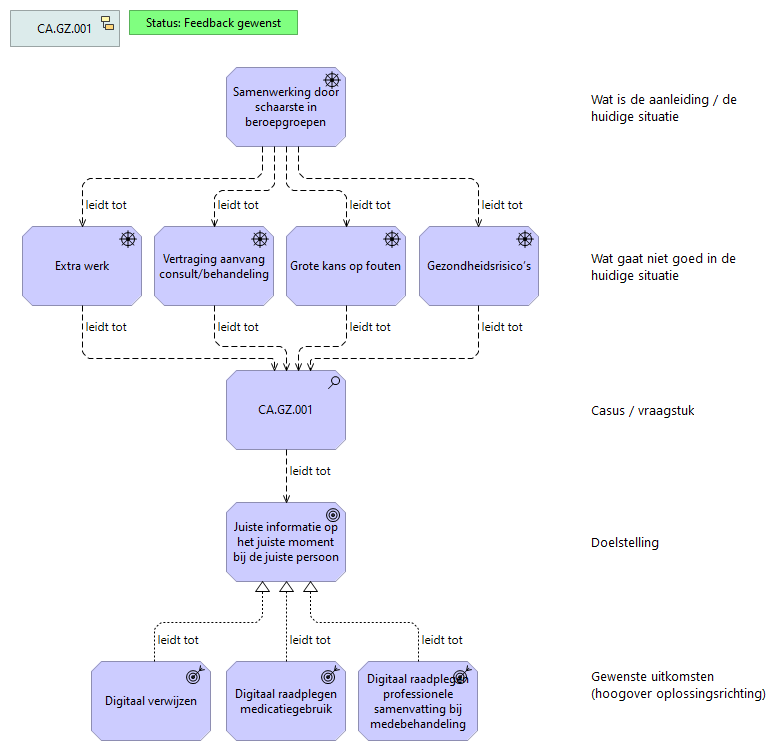 CA.GZ.001
Status: Feedback gewenst
Samenwerking door
schaarste in
beroepgroepen
Wat is de aanleiding / de
huidige situatie
leidt tot
leidt tot
leidt tot
leidt tot
Extra werk
Vertraging aanvang
consult/behandeling
Grote kans op fouten
Gezondheidsrisico's
Wat gaat niet goed in de
huidige situatie
leidt tot
leidt tot
leidt tot
leidt tot
CA.GZ.001
Casus / vraagstuk
leidt tot
Juiste informatie op
het juiste moment
bij de juiste persoon
Doelstelling
leidt tot
leidt tot
leidt tot
Digitaal verwijzen
Digitaal raadplegen
medicatiegebruik
Digitaal raadplegen
professionele
samenvatting bij
medebehandeling
Gewenste uitkomsten
(hoogover oplossingsrichting)